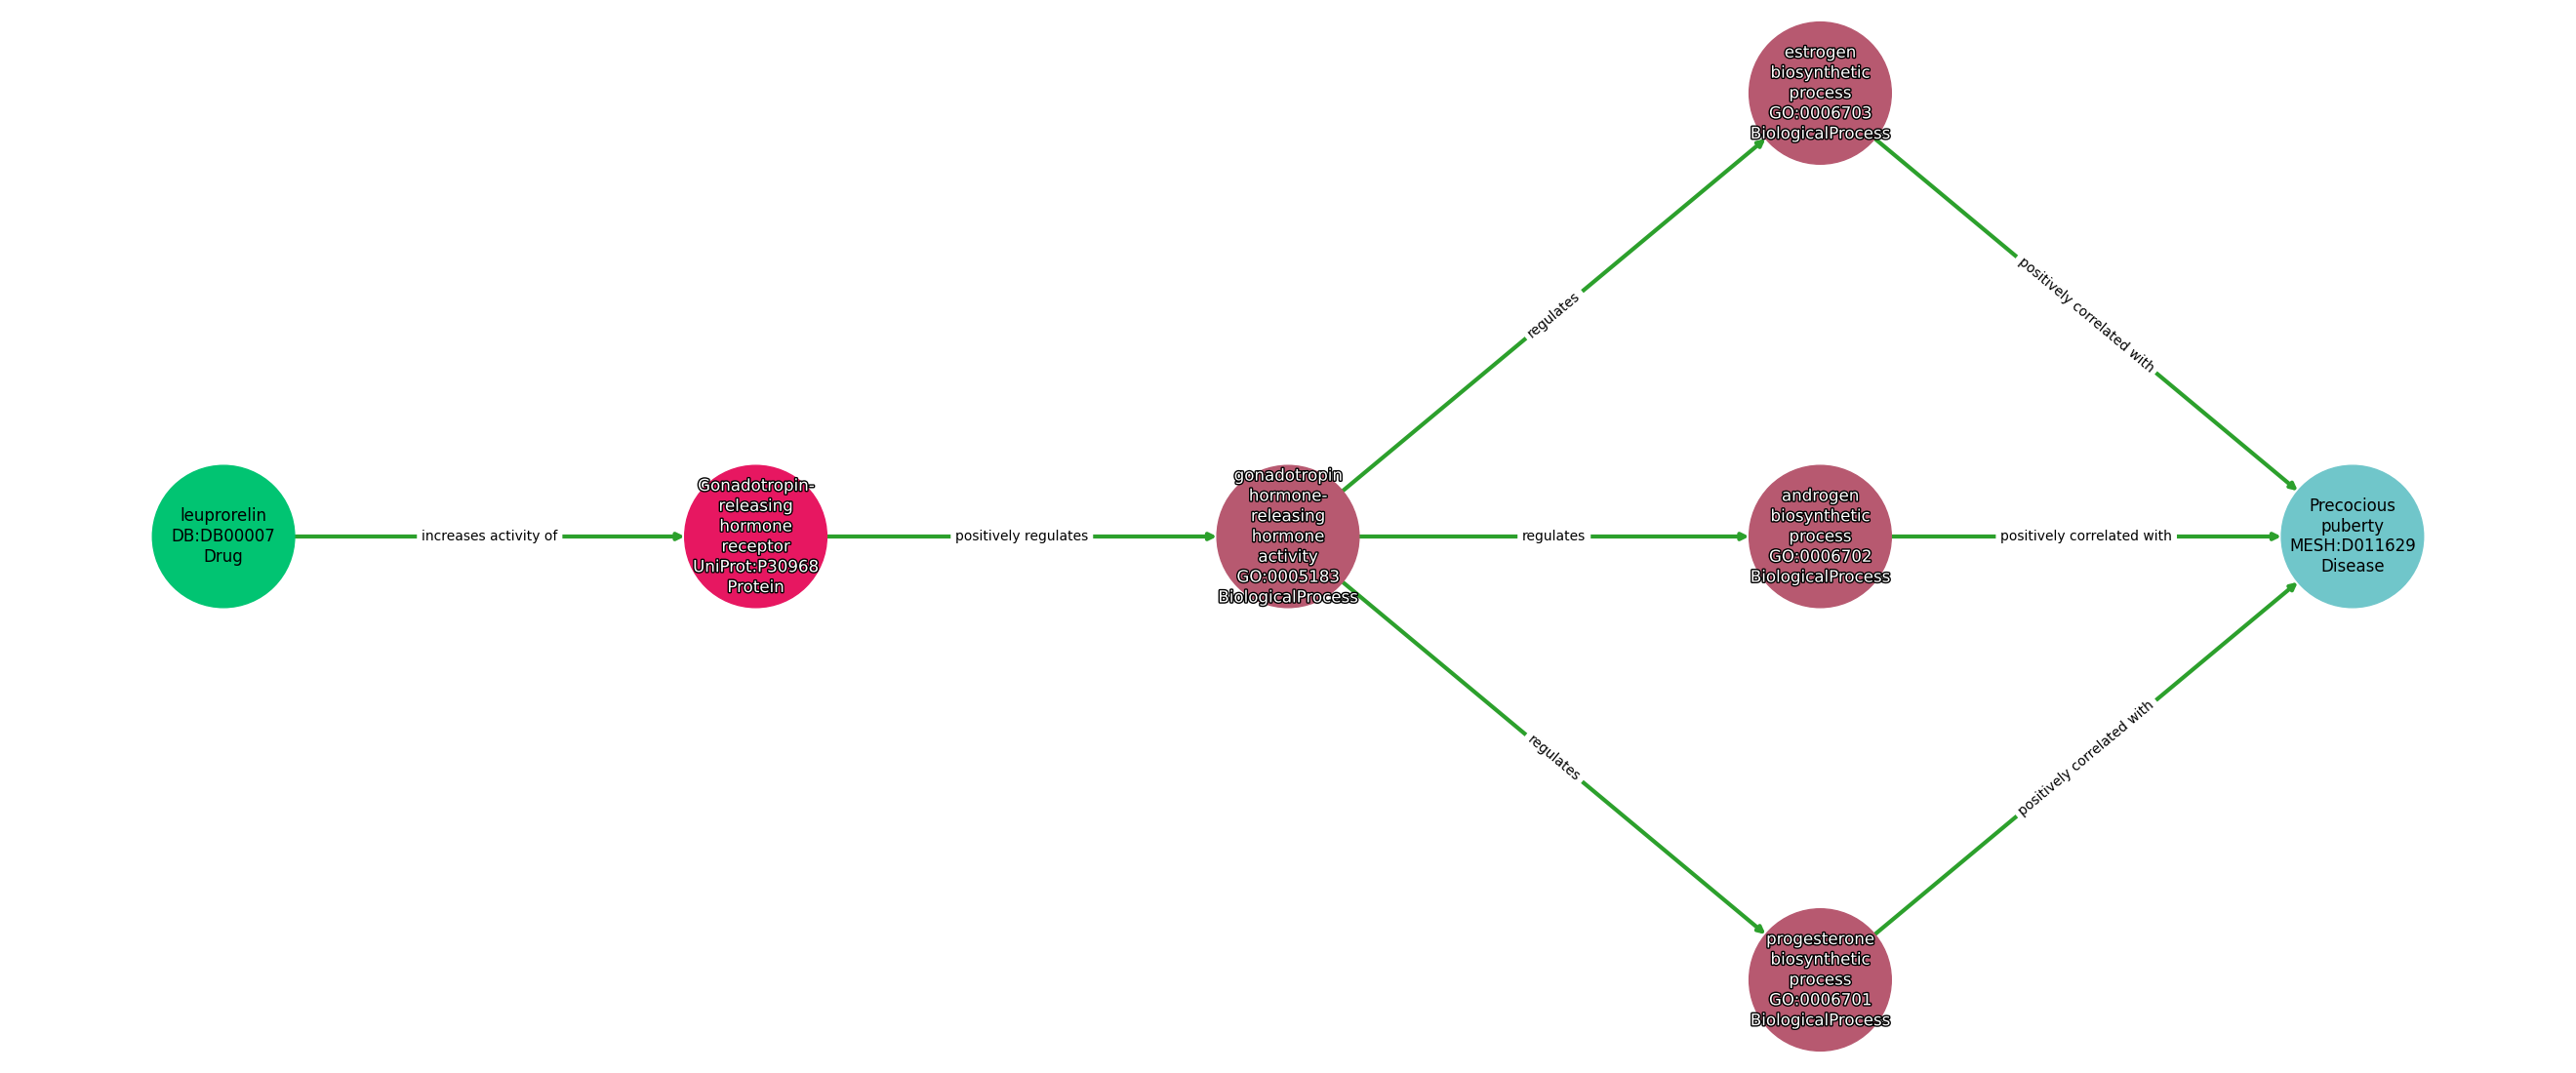 leuprorelin
DB:DB00007
Drug
increases activity of
Gonadotropin-
releasing
hormone
receptor
UniProt:P30968
Protein
positively regulates
gonadotropin
hormone-
releasing
hormone
activity
GO:0005183
BiologicalProcess
regulates
regulates
regulates
estrogen
biosynthetic
process
GO:0006703
BiologicalProcess
androgen
biosynthetic
process
GO:0006702
BiologicalProcess
progesterone
biosynthetic
process
GO:0006701
BiologicalProcess
positively correlated with
positively correlated with
positively correlated with
Precocious
puberty
MESH:D011629
Disease